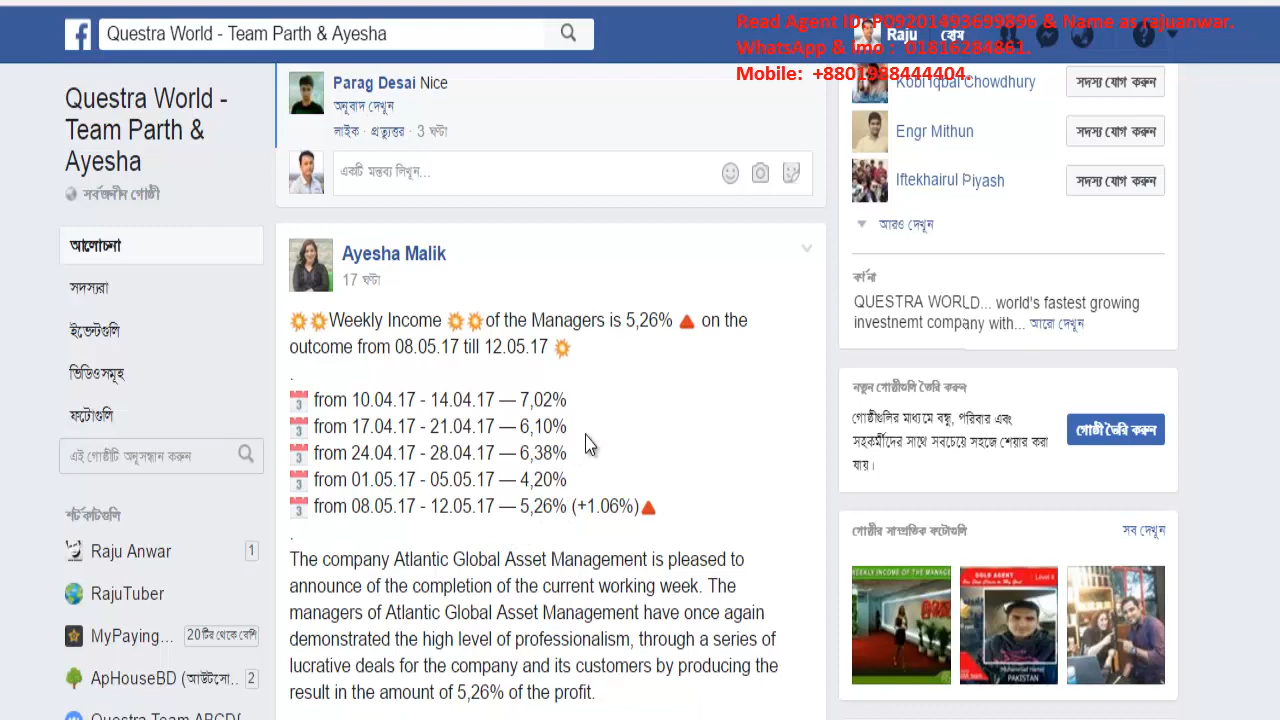 Read Agent ID: P09201493699896 & Name as rajuanwar.
WhatsApp & Imo : 01816284861.
Mobile: +8801988444404.
Questra World - Team Parth & Ayesha
Raju
হোম
Questra World -
Team Parth &
Ayesha
সর্বজনীন গোষ্ঠী
আলোচনা
সদস্যরা
ইভেন্টগুলি
ভিডিওসমূহ
ফটোগুলি
এই গোষ্ঠীটি অনুসন্ধান করুন
শর্টকাটগুলি
Raju Anwar 1
RajuTuber
MyPaying... 20টির থেকে বেশি
ApHouseBD (আউটসো.. 2
Questra Team ABCD{
Parag Desai Nice
অনুবাদ দেখুন
লাইক · প্রত্যুত্তর · 3 ঘন্টা
একটি মন্তব্য লিখুন...
Ayesha Malik
17 ঘন্টা
💥💥Weekly Income 💥💥of the Managers is 5,26% 🔺 on the
outcome from 08.05.17 till 12.05.17 💥
.
from 10.04.17 - 14.04.17 — 7,02%
from 17.04.17 - 21.04.17 — 6,10%
from 24.04.17 - 28.04.17 — 6,38%
from 01.05.17 - 05.05.17 — 4,20%
from 08.05.17 - 12.05.17 — 5,26% (+1.06%)🔺
.
The company Atlantic Global Asset Management is pleased to
announce of the completion of the current working week. The
managers of Atlantic Global Asset Management have once again
demonstrated the high level of professionalism, through a series of
lucrative deals for the company and its customers by producing the
result in the amount of 5,26% of the profit.
Kobi Iqbal Chowdhury সদস্য যোগ করুন
Engr Mithun সদস্য যোগ করুন
Iftekhairul Piyash সদস্য যোগ করুন
আরও দেখুন
বর্ণনা
QUESTRA WORLD... world's fastest growing
investnemt company with... আরো দেখুন
নতুন গোষ্ঠীগুলি তৈরি করুন
গোষ্ঠীগুলির মাধ্যমে বন্ধু, পরিবার এবং
সহকর্মীদের সাথে সবচেয়ে সহজে শেয়ার করা
যায়।
গোষ্ঠী তৈরি করুন
গোষ্ঠীর সাম্প্রতিক ফটোগুলি সব দেখুন
WEEKLY INCOME OF THE MANAGE
GOLD AGENT
Level 6
PAKISTAN